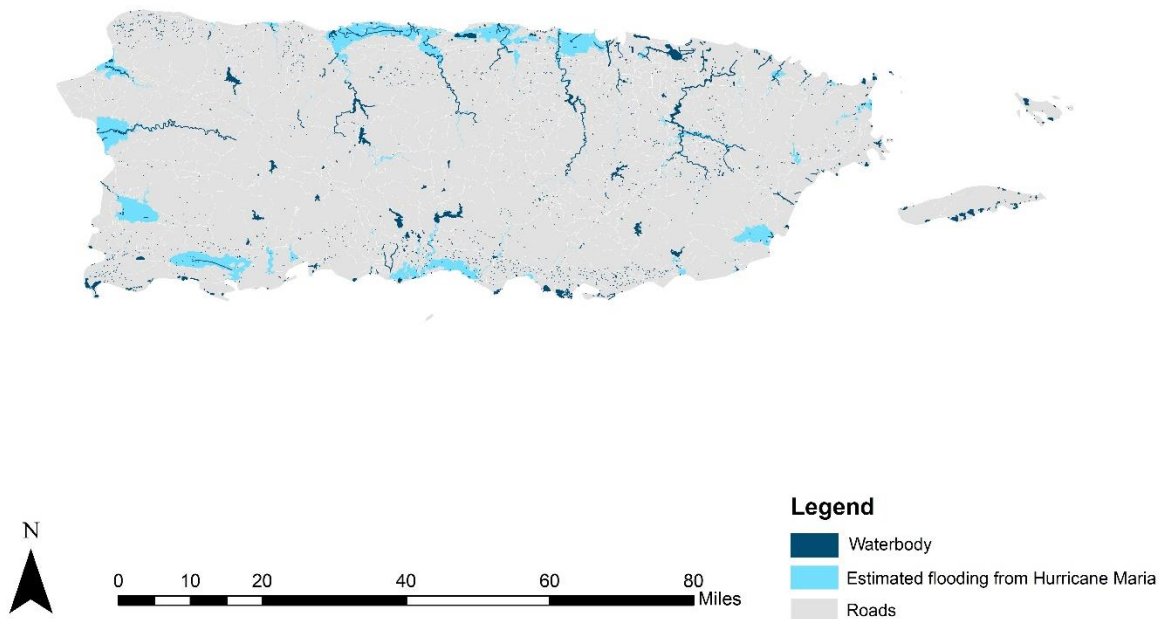 N
0 10 20 40 60 80
Miles
Legend
Waterbody
Estimated flooding from Hurricane Maria
Roads